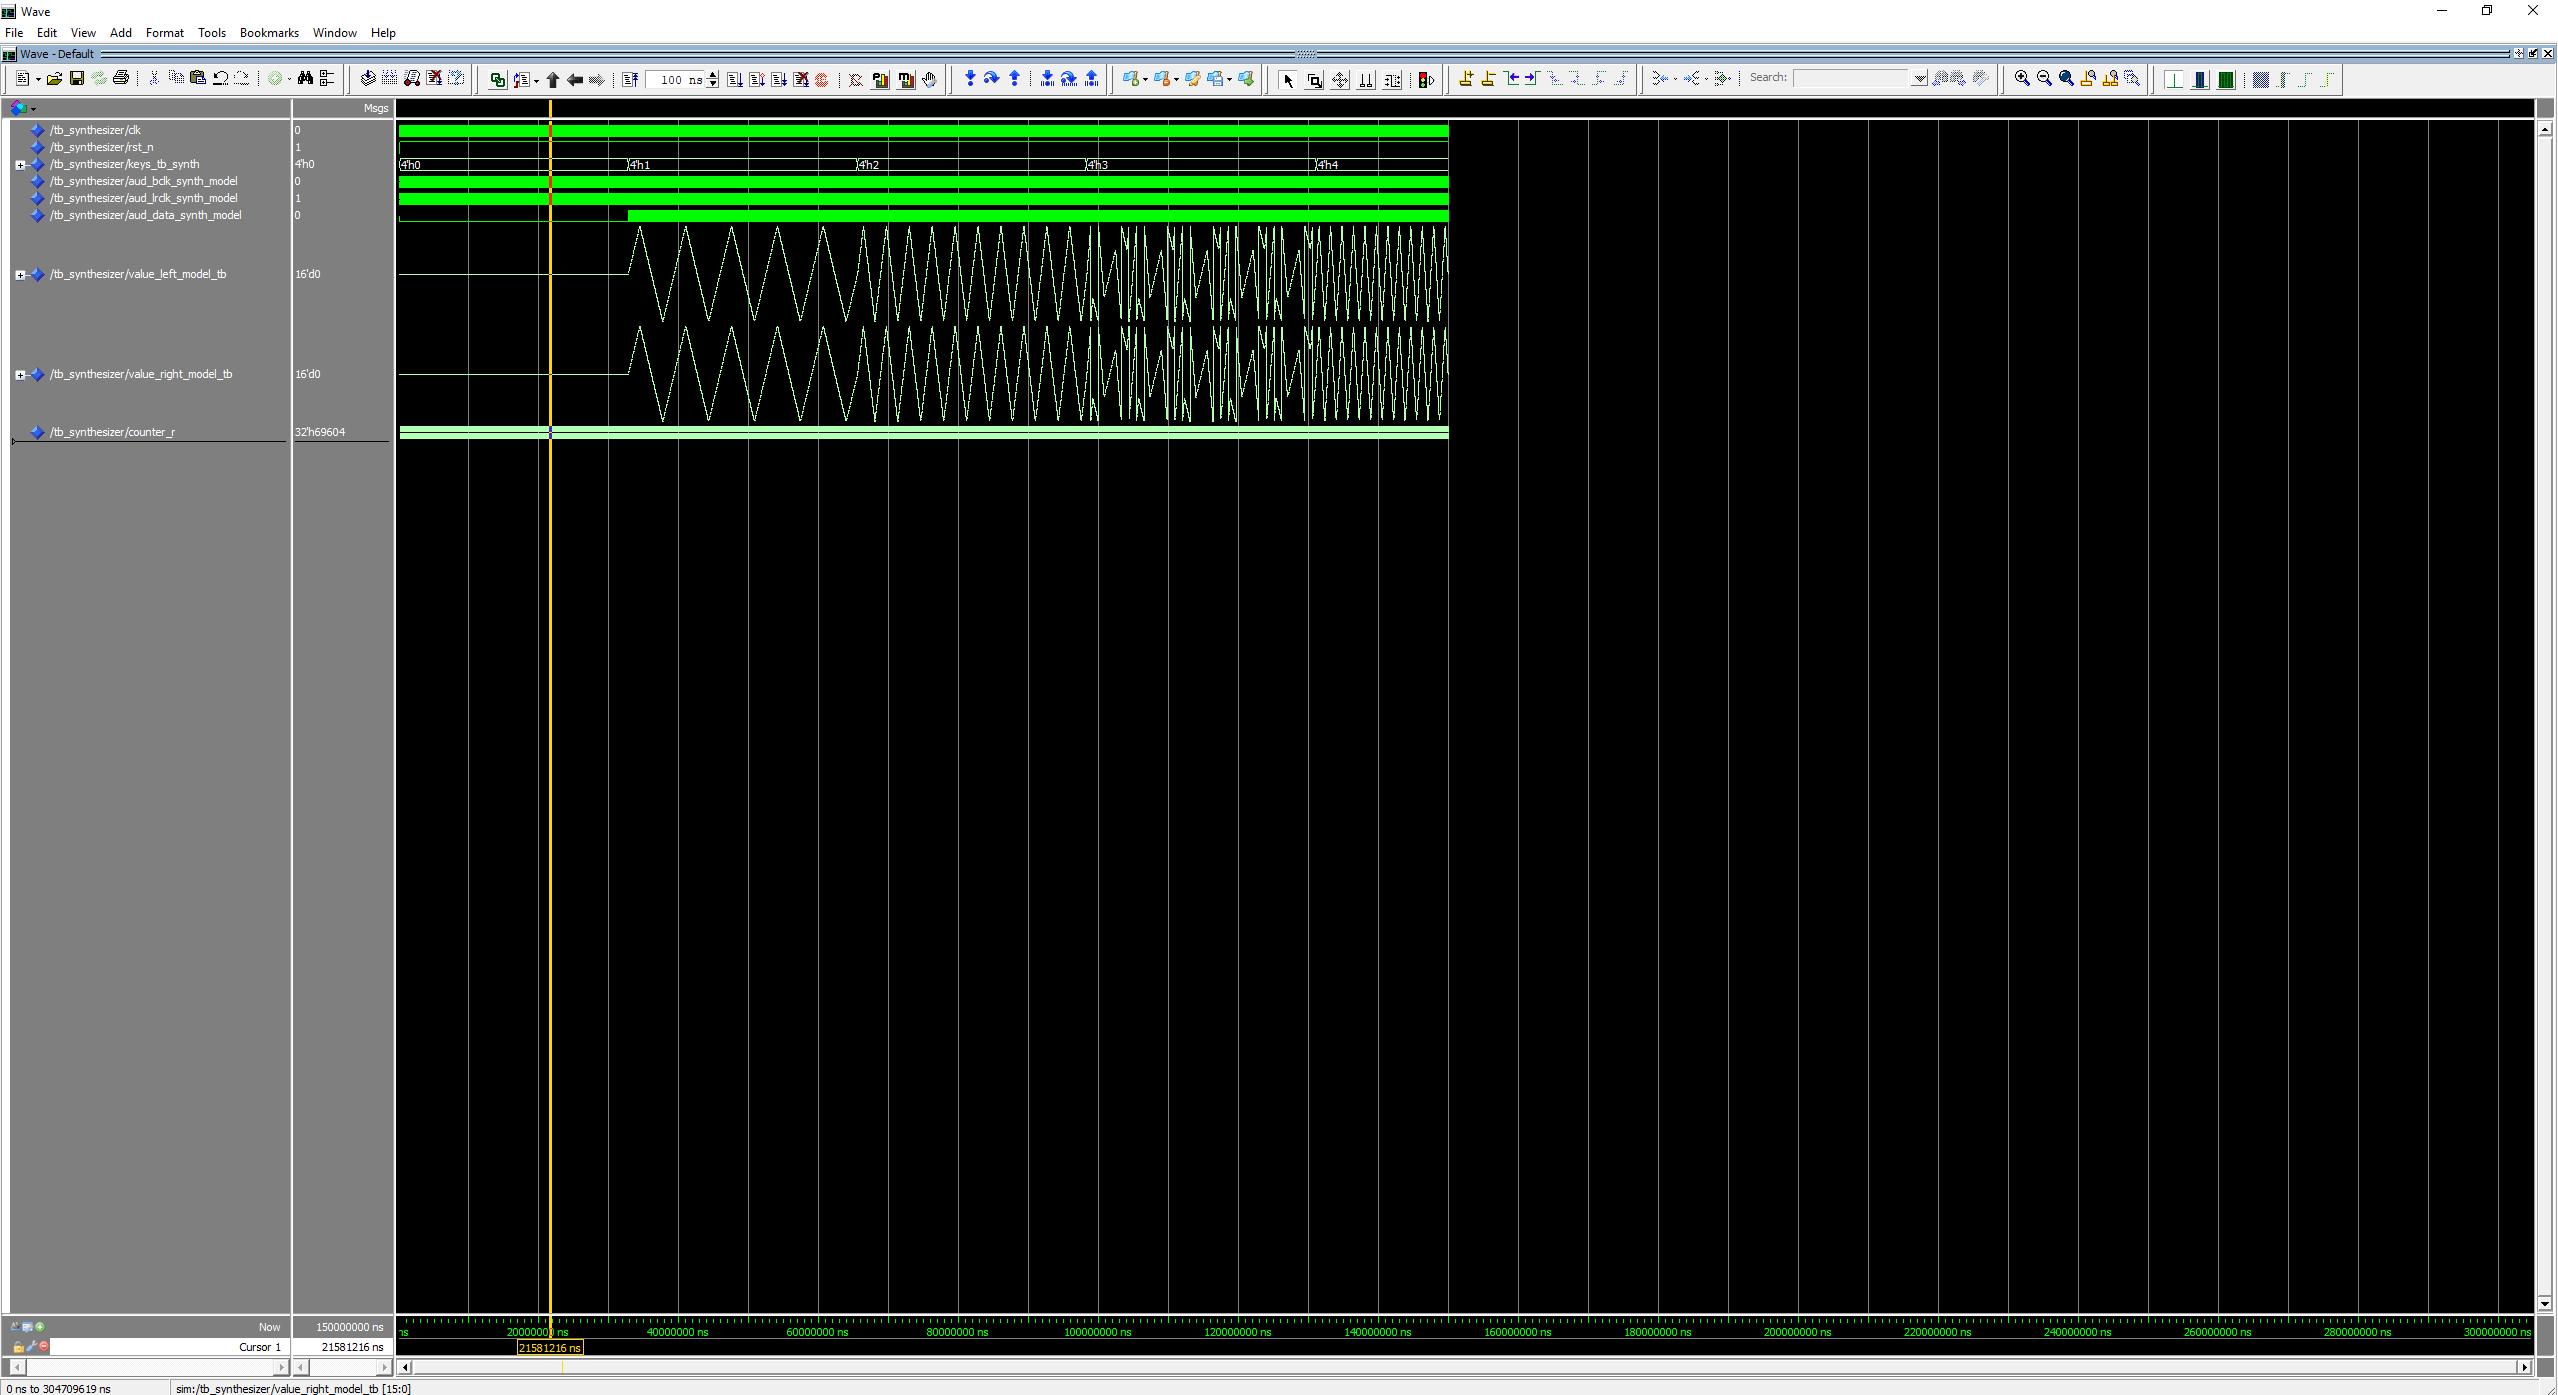 Wave
File Edit View Add Format Tools Bookmarks Window Help
Wave - Default
100 ns
Search:
Msgs
/tb_synthesizer/clk 0
/tb_synthesizer/rst_n 1
/tb_synthesizer/keys_tb_synth 4'h0 4'h0 4'h1 4'h2 4'h3 4'h4
/tb_synthesizer/aud_bclk_synth_model 0
/tb_synthesizer/aud_lrclk_synth_model 1
/tb_synthesizer/aud_data_synth_model 0
/tb_synthesizer/value_left_model_tb 16'd0
/tb_synthesizer/value_right_model_tb 16'd0
/tb_synthesizer/counter_r 32'h69604
Now 150000000 ns ns 20000000 ns 40000000 ns 60000000 ns 80000000 ns 100000000 ns 120000000 ns 140000000 ns 160000000 ns 180000000 ns 200000000 ns 220000000 ns 240000000 ns 260000000 ns 280000000 ns 300000000 ns
Cursor 1 21581216 ns 21581216 ns
0 ns to 304709619 ns sim:/tb_synthesizer/value_right_model_tb [15:0]